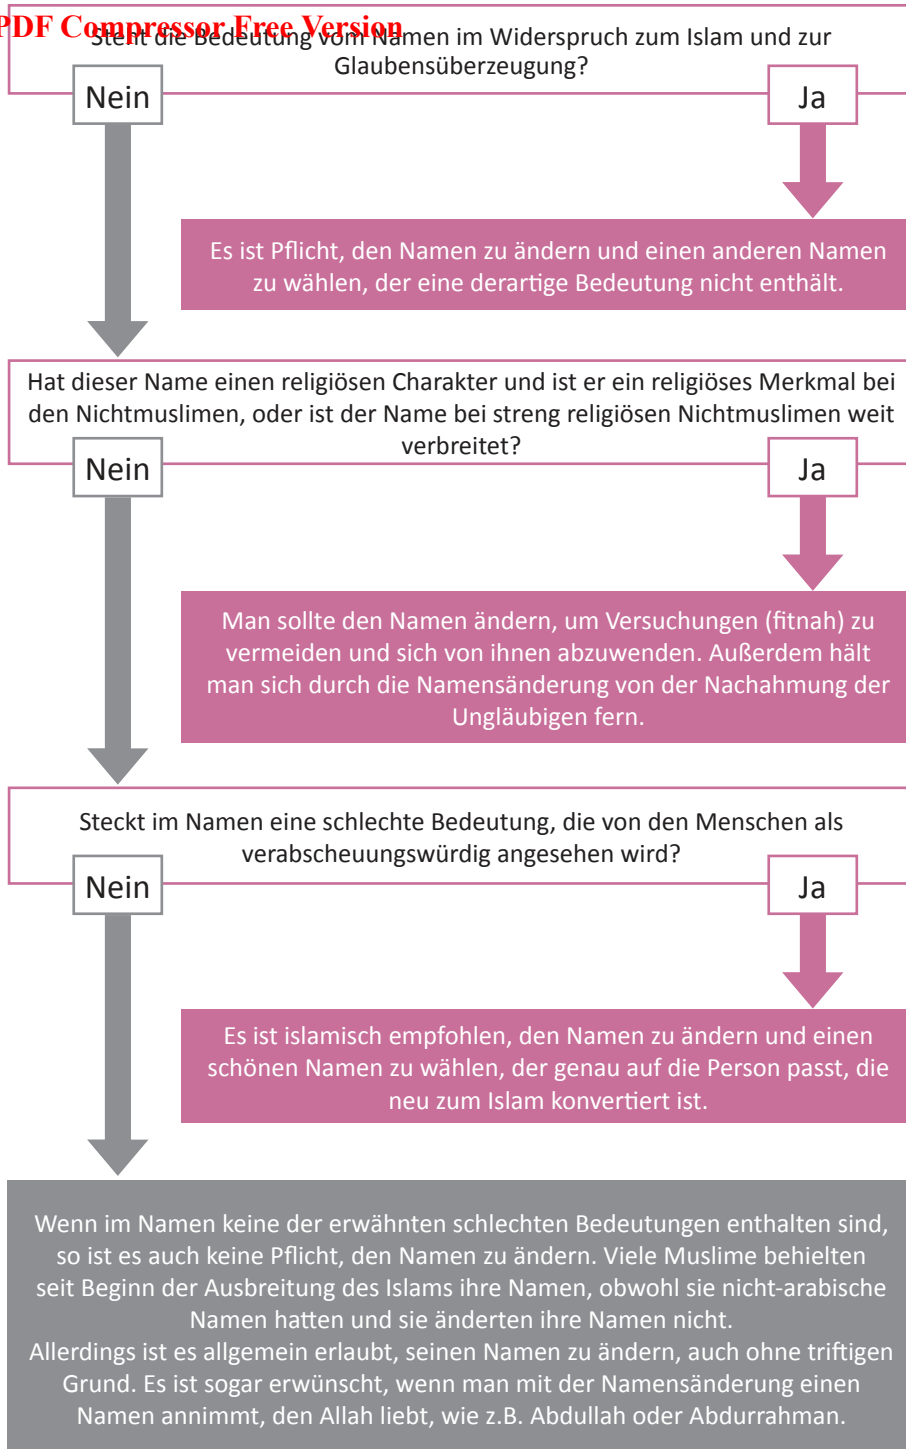 PDF Compressor Free Version
Steht die Bedeutung vom Namen im Widerspruch zum Islam und zur
Glaubensüberzeugung?
Nein
Ja
Es ist Pflicht, den Namen zu ändern und einen anderen Namen
zu wählen, der eine derartige Bedeutung nicht enthält.
Hat dieser Name einen religiösen Charakter und ist er ein religiöses Merkmal bei
den Nichtmuslimen, oder ist der Name bei streng religiösen Nichtmuslimen weit
verbreitet?
Nein
Ja
Man sollte den Namen ändern, um Versuchungen (fitnah) zu
vermeiden und sich von ihnen abzuwenden. Außerdem hält
man sich durch die Namensänderung von der Nachahmung der
Ungläubigen fern.
Steckt im Namen eine schlechte Bedeutung, die von den Menschen als
verabscheuungswürdig angesehen wird?
Nein
Ja
Es ist islamisch empfohlen, den Namen zu ändern und einen
schönen Namen zu wählen, der genau auf die Person passt, die
neu zum Islam konvertiert ist.
Wenn im Namen keine der erwähnten schlechten Bedeutungen enthalten sind,
so ist es auch keine Pflicht, den Namen zu ändern. Viele Muslime behielten
seit Beginn der Ausbreitung des Islams ihre Namen, obwohl sie nicht-arabische
Namen hatten und sie änderten ihre Namen nicht.
Allerdings ist es allgemein erlaubt, seinen Namen zu ändern, auch ohne triftigen
Grund. Es ist sogar erwünscht, wenn man mit der Namensänderung einen
Namen annimmt, den Allah liebt, wie z.B. Abdullah oder Abdurrahman.